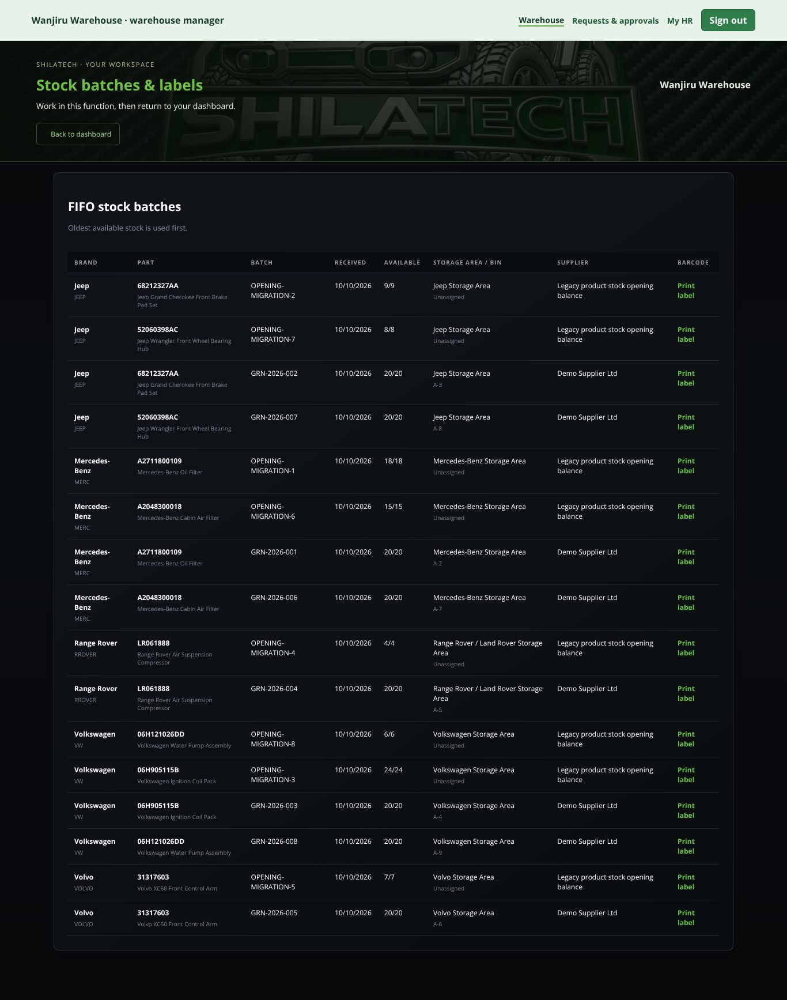 Wanjiru Warehouse · warehouse manager
Warehouse Requests & approvals My HR Sign out
SHILATECH · YOUR WORKSPACE
Stock batches & labels
Wanjiru Warehouse
Work in this function, then return to your dashboard.
SHILATECH
Back to dashboard
FIFO stock batches
Oldest available stock is used first.
BRAND PART BATCH RECEIVED AVAILABLE STORAGE AREA / BIN SUPPLIER BARCODE
Jeep 68212327AA OPENING- 10/10/2026 9/9 Jeep Storage Area Legacy product stock opening Print
JEEP Jeep Grand Cherokee Front Brake MIGRATION-2 Unassigned balance label
Pad Set
Jeep 52060398AC OPENING- 10/10/2026 8/8 Jeep Storage Area Legacy product stock opening Print
JEEP Jeep Wrangler Front Wheel Bearing MIGRATION-7 Unassigned balance label
Hub
Jeep 68212327AA GRN-2026-002 10/10/2026 20/20 Jeep Storage Area Demo Supplier Ltd Print
JEEP Jeep Grand Cherokee Front Brake A-3 label
Pad Set
Jeep 52060398AC GRN-2026-007 10/10/2026 20/20 Jeep Storage Area Demo Supplier Ltd Print
JEEP Jeep Wrangler Front Wheel Bearing A-8 label
Hub
Mercedes- A2711800109 OPENING- 10/10/2026 18/18 Mercedes-Benz Storage Area Legacy product stock opening Print
Benz Mercedes-Benz Oil Filter MIGRATION-1 Unassigned balance label
MERC
Mercedes- A2048300018 OPENING- 10/10/2026 15/15 Mercedes-Benz Storage Area Legacy product stock opening Print
Benz Mercedes-Benz Cabin Air Filter MIGRATION-6 Unassigned balance label
MERC
Mercedes- A2711800109 GRN-2026-001 10/10/2026 20/20 Mercedes-Benz Storage Area Demo Supplier Ltd Print
Benz Mercedes-Benz Oil Filter A-2 label
MERC
Mercedes- A2048300018 GRN-2026-006 10/10/2026 20/20 Mercedes-Benz Storage Area Demo Supplier Ltd Print
Benz Mercedes-Benz Cabin Air Filter A-7 label
MERC
Range Rover LR061888 OPENING- 10/10/2026 4/4 Range Rover / Land Rover Storage Legacy product stock opening Print
RROVER Range Rover Air Suspension MIGRATION-4 Area balance label
Compressor Unassigned
Range Rover LR061888 GRN-2026-004 10/10/2026 20/20 Range Rover / Land Rover Storage Demo Supplier Ltd Print
RROVER Range Rover Air Suspension Area label
Compressor A-5
Volkswagen 06H121026DD OPENING- 10/10/2026 6/6 Volkswagen Storage Area Legacy product stock opening Print
VW Volkswagen Water Pump Assembly MIGRATION-8 Unassigned balance label
Volkswagen 06H905115B OPENING- 10/10/2026 24/24 Volkswagen Storage Area Legacy product stock opening Print
VW Volkswagen Ignition Coil Pack MIGRATION-3 Unassigned balance label
Volkswagen 06H905115B GRN-2026-003 10/10/2026 20/20 Volkswagen Storage Area Demo Supplier Ltd Print
VW Volkswagen Ignition Coil Pack A-4 label
Volkswagen 06H121026DD GRN-2026-008 10/10/2026 20/20 Volkswagen Storage Area Demo Supplier Ltd Print
VW Volkswagen Water Pump Assembly A-9 label
Volvo 31317603 OPENING- 10/10/2026 7/7 Volvo Storage Area Legacy product stock opening Print
VOLVO Volvo XC60 Front Control Arm MIGRATION-5 Unassigned balance label
Volvo 31317603 GRN-2026-005 10/10/2026 20/20 Volvo Storage Area Demo Supplier Ltd Print
VOLVO Volvo XC60 Front Control Arm A-6 label